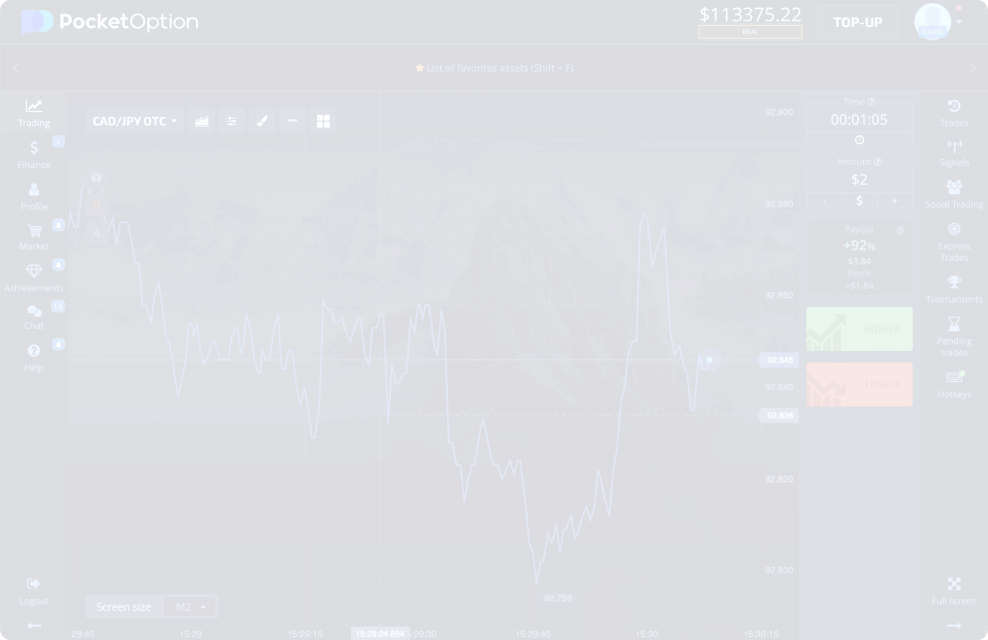 PocketOption
$113375.22
REAL
TOP-UP
List of favorites assets (Shift + F)
Trading
Finance
Profile
Market
Achievements
Chat
Help
Logout
CAD/JPY OTC
92.900
92.880
92.860
92.848
92.840
92.836
92.820
92.800
92.799
Screen size
M2
:28:45
15:29
15:29:15
15:29:24.894
:29:30
15:29:45
15:30
15:30:15
Time
00:01:05
Amount
$2
- $ +
Payout
+92%
$3.84
Profit
+$1.84
HIGHER
LOWER
Trades
Signals
Social Trading
Express
Trades
Tournaments
Pending
trades
Hotkeys
Full screen